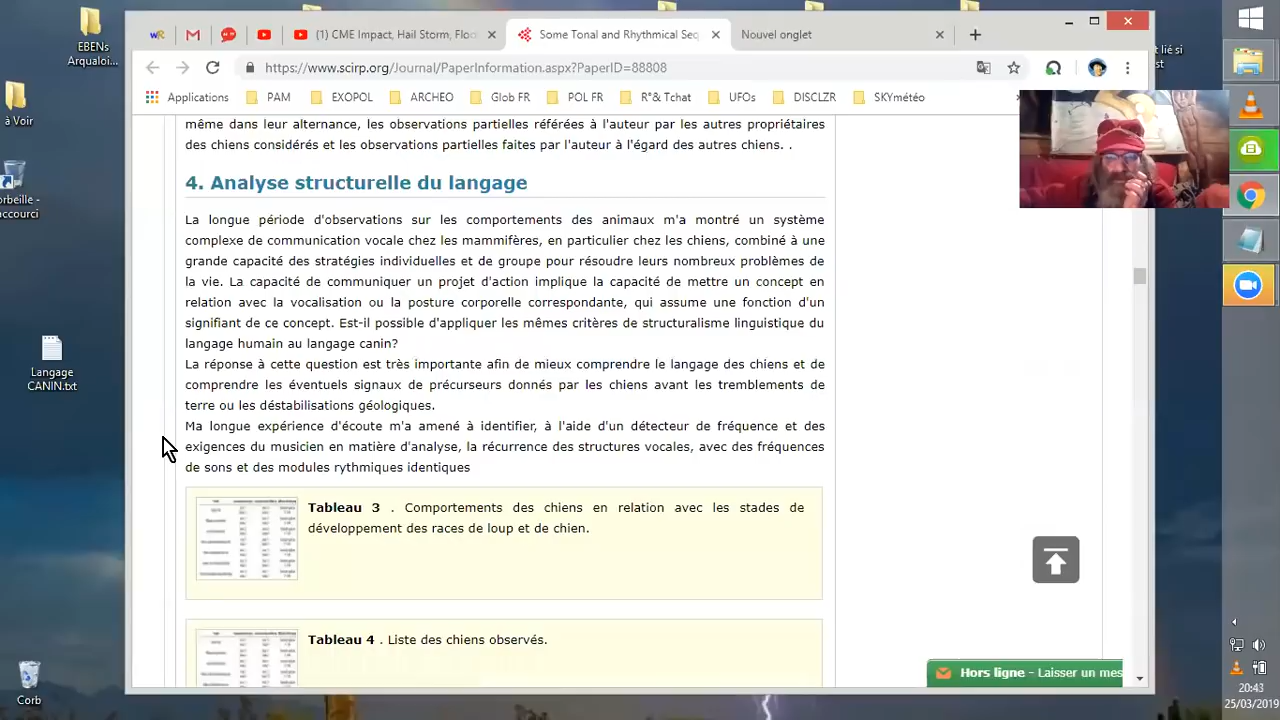 EBENs
Arqualoi...
à Voir
orbeille -
accourci
Langage
CANIN.txt
Corb
(1) CME Impact, Hail Storm, Floo
Some Tonal and Rhythmical Seq
Nouvel onglet
https://www.scirp.org/Journal/PaperInformation.aspx?PaperID=88808
Applications
PAM
EXOPOL
ARCHEO
Glob FR
POL FR
R°& Tchat
UFOs
DISCLZR
SKYmétéo
même dans leur alternance, les observations partielles référées à l'auteur par les autres propriétaires
des chiens considérés et les observations partielles faites par l'auteur à l'égard des autres chiens. .
4. Analyse structurelle du langage
La longue période d'observations sur les comportements des animaux m'a montré un système
complexe de communication vocale chez les mammifères, en particulier chez les chiens, combiné à une
grande capacité des stratégies individuelles et de groupe pour résoudre leurs nombreux problèmes de
la vie. La capacité de communiquer un projet d'action implique la capacité de mettre un concept en
relation avec la vocalisation ou la posture corporelle correspondante, qui assume une fonction d'un
signifiant de ce concept. Est-il possible d'appliquer les mêmes critères de structuralisme linguistique du
langage humain au langage canin?
La réponse à cette question est très importante afin de mieux comprendre le langage des chiens et de
comprendre les éventuels signaux de précurseurs donnés par les chiens avant les tremblements de
terre ou les déstabilisations géologiques.
Ma longue expérience d'écoute m'a amené à identifier, à l'aide d'un détecteur de fréquence et des
exigences du musicien en matière d'analyse, la récurrence des structures vocales, avec des fréquences
de sons et des modules rythmiques identiques
Tableau 3 . Comportements des chiens en relation avec les stades de
développement des chiots de loup et de chien.
Tableau 4 . Liste des chiens observés.
Hors ligne - Laisser un mes
lié si
st
20:43
25/03/2019